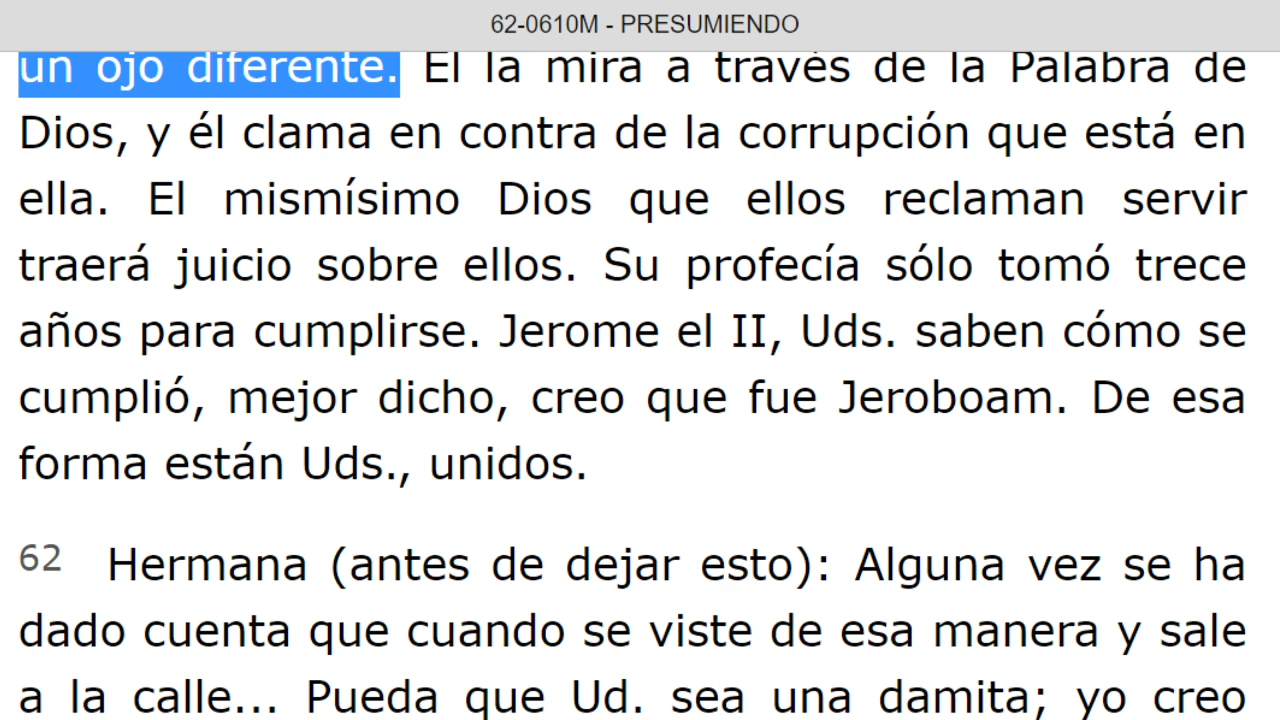 62-0610M - PRESUMIENDO
un ojo diferente. Él la mira a través de la Palabra de
Dios, y él clama en contra de la corrupción que está en
ella. El mismísimo Dios que ellos reclaman servir
traerá juicio sobre ellos. Su profecía sólo tomó trece
años para cumplirse. Jerome el II, Uds. saben cómo se
cumplió, mejor dicho, creo que fue Jeroboam. De esa
forma están Uds., unidos.
62 Hermana (antes de dejar esto): Alguna vez se ha
dado cuenta que cuando se viste de esa manera y sale
a la calle... Pueda que Ud. sea una damita; yo creo